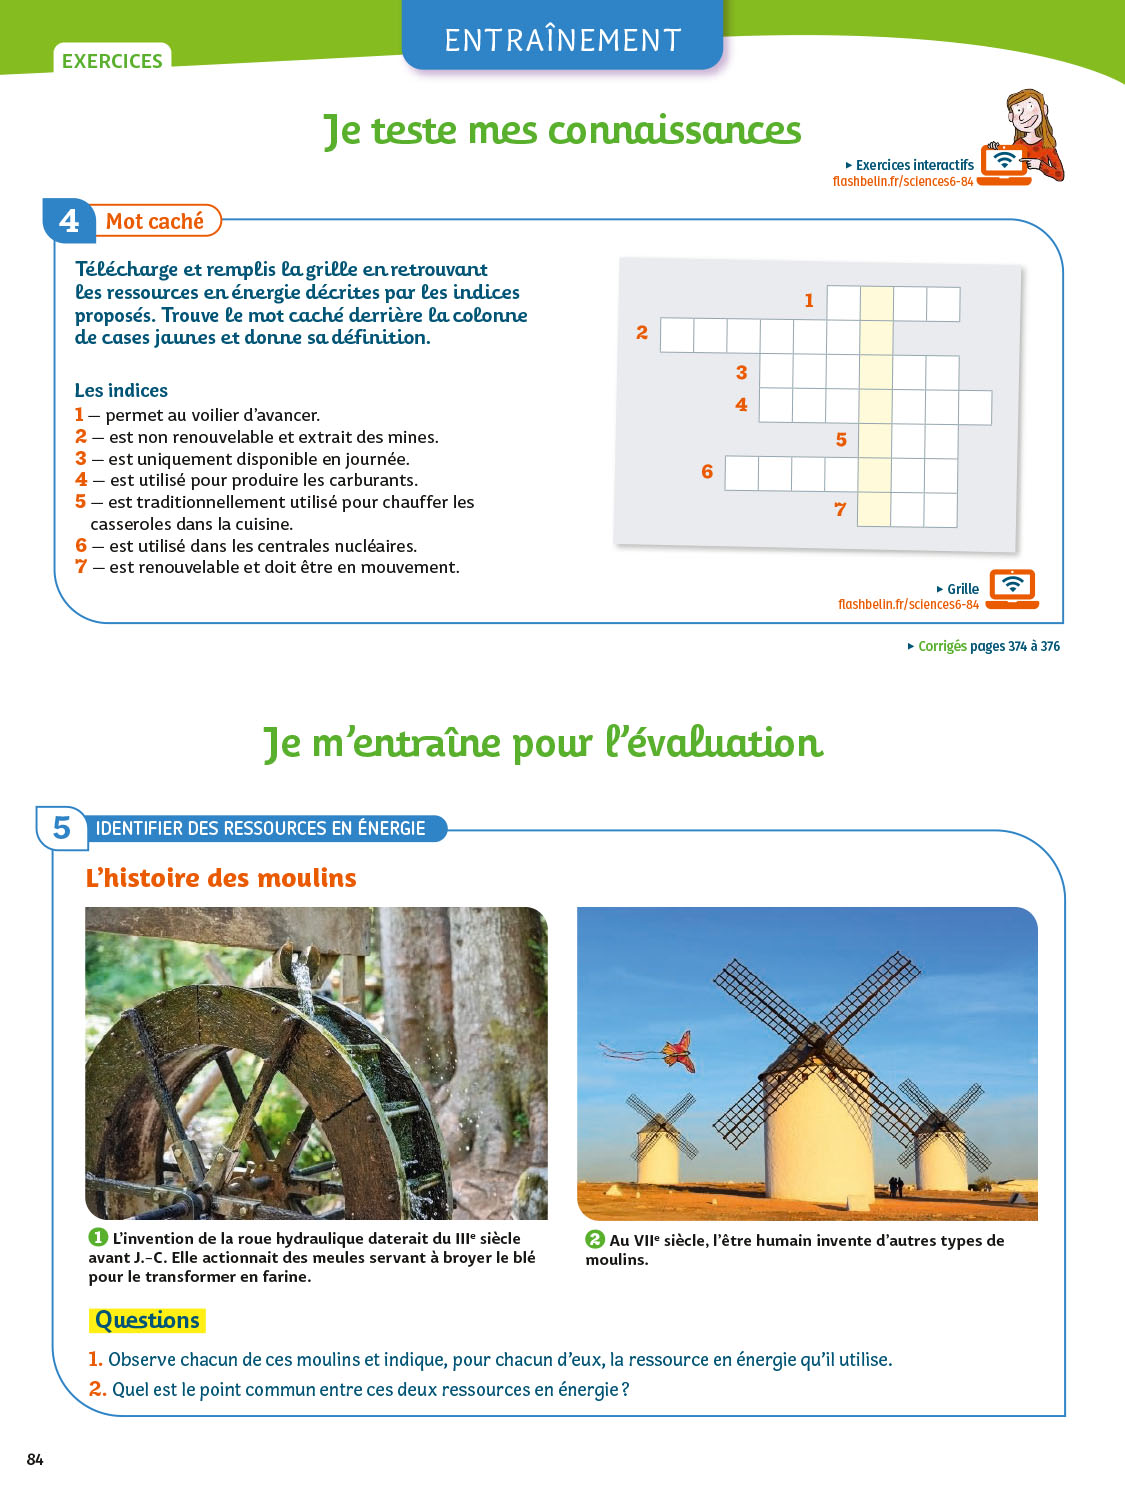 EXERCICES
ENTRAÎNEMENT
Je teste mes connaissances
▸ Exercices interactifs
flashbelin.fr/sciences6-84
4 Mot caché
Télécharge et remplis la grille en retrouvant
les ressources en énergie décrites par les indices
proposés. Trouve le mot caché derrière la colonne
de cases jaunes et donne sa définition.
Les indices
1 – permet au voilier d’avancer.
2 – est non renouvelable et extrait des mines.
3 – est uniquement disponible en journée.
4 – est utilisé pour produire les carburants.
5 – est traditionnellement utilisé pour chauffer les
casseroles dans la cuisine.
6 – est utilisé dans les centrales nucléaires.
7 – est renouvelable et doit être en mouvement.
1
2
3
4
5
6
7
▸ Grille
flashbelin.fr/sciences6-84
▸ Corrigés pages 374 à 376
Je m’entraîne pour l’évaluation
5 IDENTIFIER DES RESSOURCES EN ÉNERGIE
L’histoire des moulins
1 L’invention de la roue hydraulique daterait du IIIe siècle
avant J.-C. Elle actionnait des meules servant à broyer le blé
pour le transformer en farine.
2 Au VIIe siècle, l’être humain invente d’autres types de
moulins.
Questions
1. Observe chacun de ces moulins et indique, pour chacun d’eux, la ressource en énergie qu’il utilise.
2. Quel est le point commun entre ces deux ressources en énergie ?
84